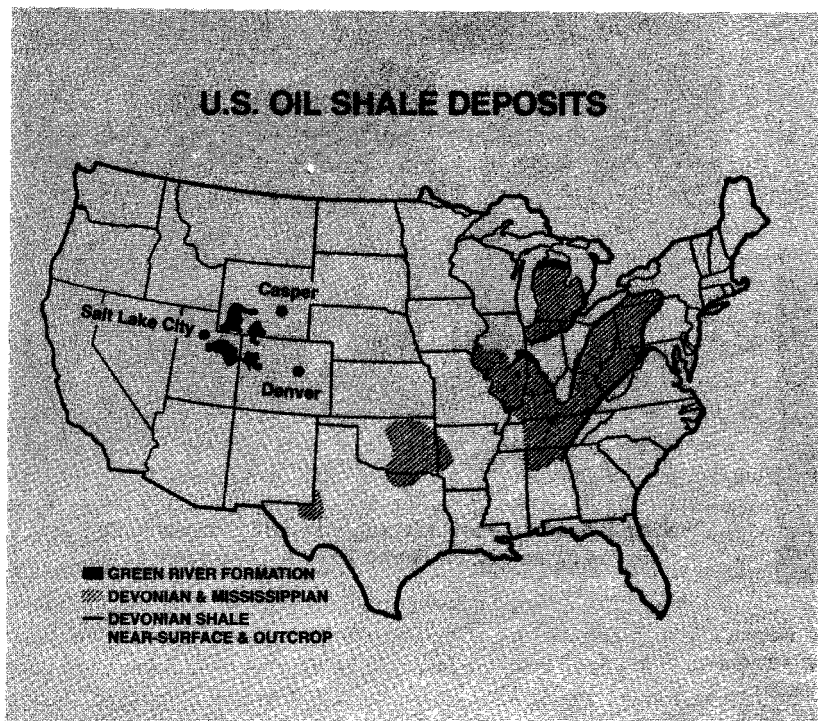 U.S. OIL SHALE DEPOSITS
Casper
Salt Lake City
Denver
GREEN RIVER FORMATION
DEVONIAN & MISSISSIPPIAN
DEVONIAN SHALE
NEAR-SURFACE & OUTCROP